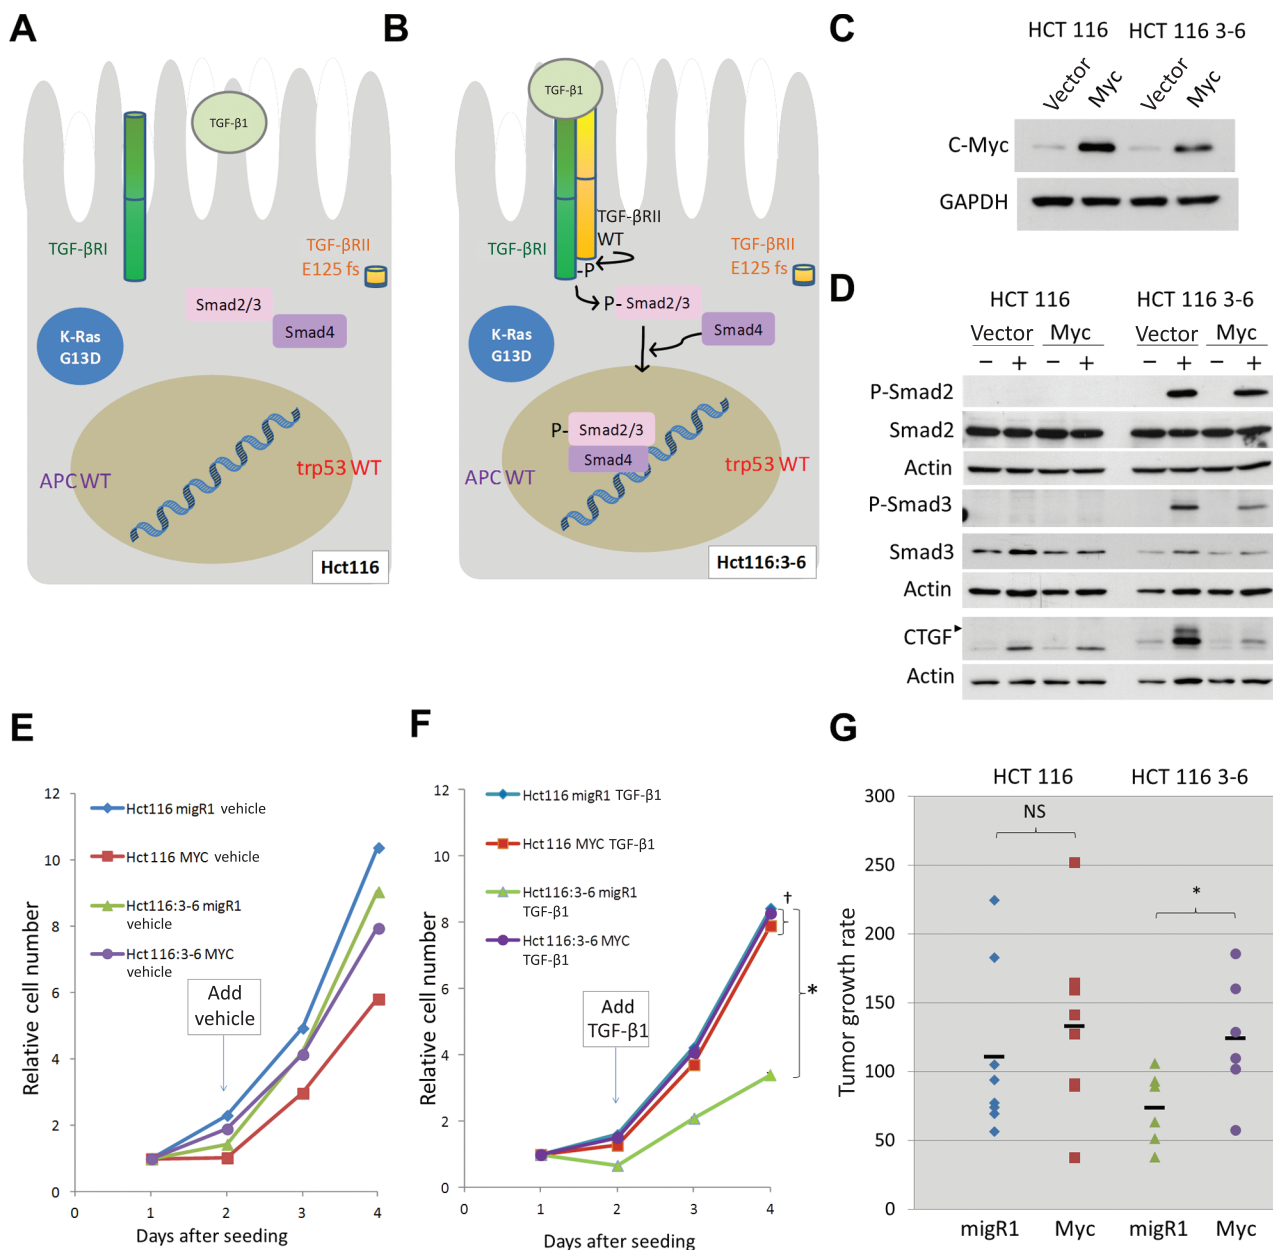 A
TGF-β1
TGF-βRI
TGF-βRII
E125 fs
Smad2/3
Smad4
K-Ras
G13D
APC WT
trp53 WT
Hct116
B
TGF-β1
TGF-βRII
WT
TGF-βRI
-P
TGF-βRII
E125 fs
P- Smad2/3
Smad4
K-Ras
G13D
P- Smad2/3
Smad4
APC WT
trp53 WT
Hct116:3-6
C
HCT 116 HCT 116 3-6
Vector Myc Vector Myc
C-Myc
GAPDH
D
HCT 116 HCT 116 3-6
Vector Myc Vector Myc
− + − + − + − +
P-Smad2
Smad2
Actin
P-Smad3
Smad3
Actin
CTGF
Actin
E
Relative cell number
12
10
8
6
4
2
0
0 1 2 3 4
Days after seeding
Hct116 migR1 vehicle
Hct116 MYC vehicle
Hct116:3-6 migR1
vehicle
Hct116:3-6 MYC
vehicle
Add
vehicle
F
Relative cell number
12
10
8
6
4
2
0
0 1 2 3 4
Days after seeding
Hct116 migR1 TGF-β1
Hct116 MYC TGF-β1
Hct116:3-6 migR1
TGF-β1
Hct116:3-6 MYC
TGF-β1
Add
TGF-β1
†
*
G
HCT 116 HCT 116 3-6
Tumor growth rate
300
250
200
150
100
50
0
NS
*
migR1 Myc migR1 Myc